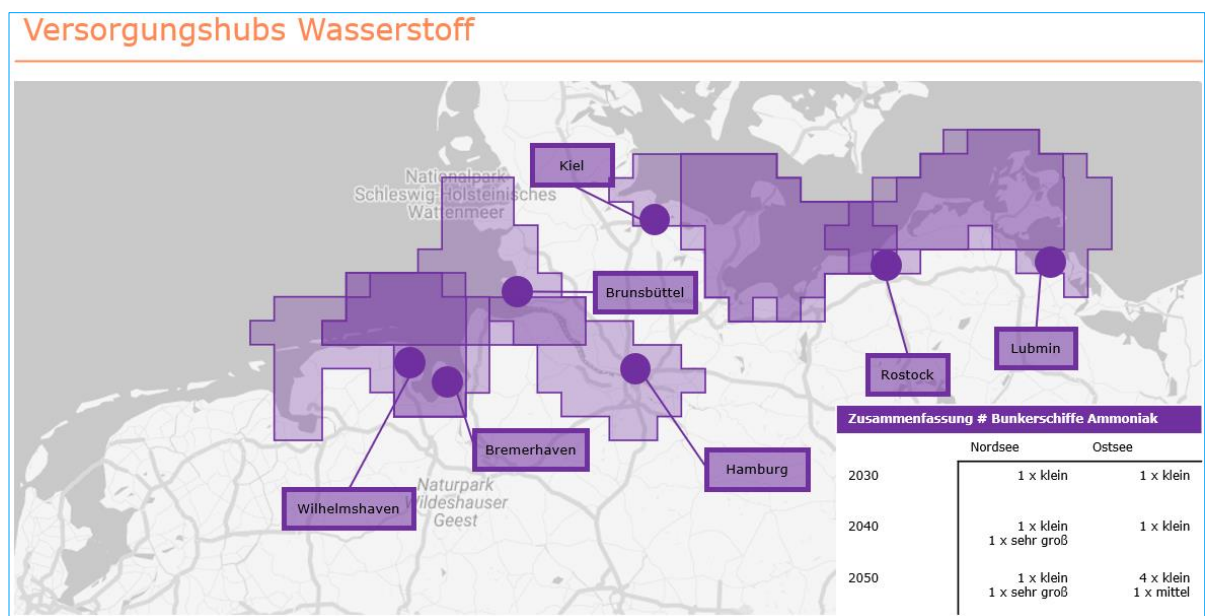 Versorgungshubs Wasserstoff
Kiel
Nationalpark
Schleswig-Holsteinisches
Wattenmeer
Brunsbüttel
Lubmin
Rostock
Bremerhaven
Hamburg
Wilhelmshaven
Naturpark
Wildeshauser
Geest
Zusammenfassung # Bunkerschiffe Ammoniak
Nordsee Ostsee
2030 1 x klein 1 x klein
2040 1 x klein 1 x klein
1 x sehr groß
2050 1 x klein 4 x klein
1 x sehr groß 1 x mittel